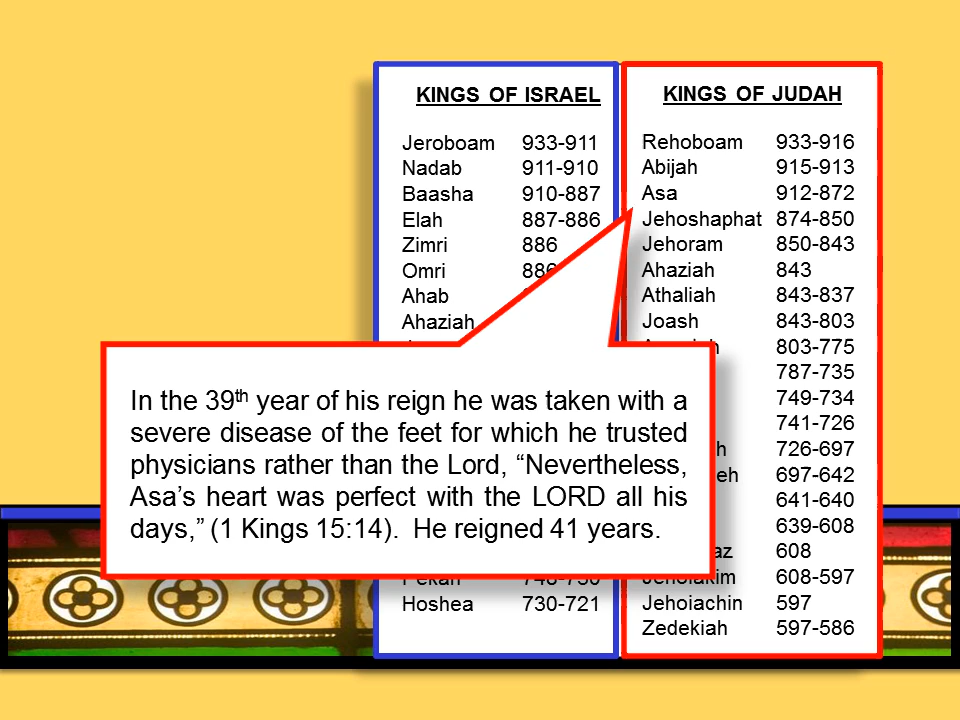 KINGS OF ISRAEL
Jeroboam 933-911
Nadab 911-910
Baasha 910-887
Elah 887-886
Zimri 886
Omri 886
Ahab
Ahaziah
Pekah 748-730
Hoshea 730-721
KINGS OF JUDAH
Rehoboam 933-916
Abijah 915-913
Asa 912-872
Jehoshaphat 874-850
Jehoram 850-843
Ahaziah 843
Athaliah 843-837
Joash 843-803
803-775
787-735
749-734
741-726
726-697
697-642
641-640
639-608
608
Jehoiakim 608-597
Jehoiachin 597
Zedekiah 597-586
In the 39th year of his reign he was taken with a
severe disease of the feet for which he trusted
physicians rather than the Lord, “Nevertheless,
Asa’s heart was perfect with the LORD all his
days,” (1 Kings 15:14). He reigned 41 years.